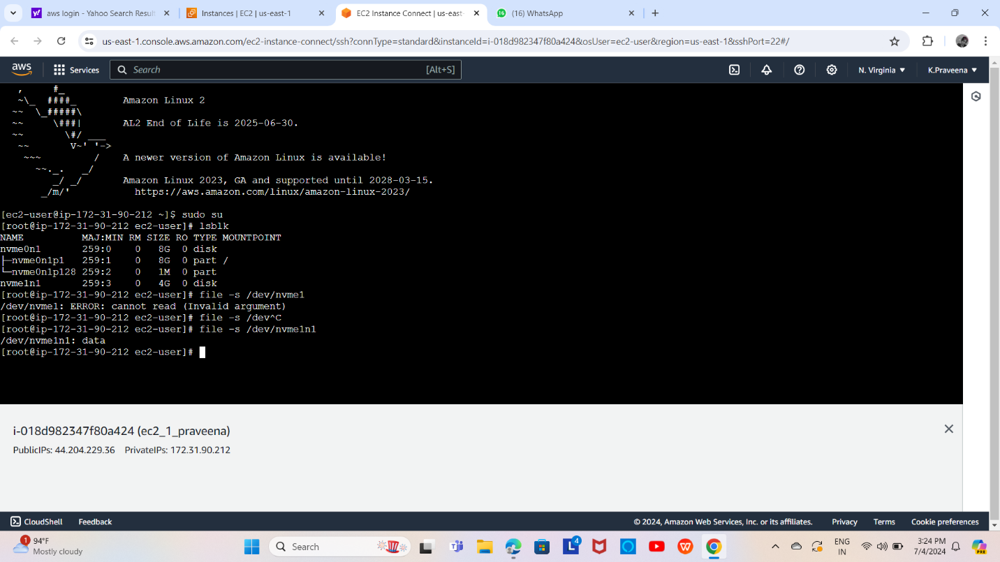 aws login - Yahoo Search Result
Instances | EC2 | us-east-1
EC2 Instance Connect | us-east-
(16) WhatsApp
us-east-1.console.aws.amazon.com/ec2-instance-connect/ssh?connType=standard&instanceId=i-018d982347f80a424&osUser=ec2-user&region=us-east-1&sshPort=22#/
aws Services Search [Alt+S] N. Virginia K.Praveena
,     #_
~\_  ####_        Amazon Linux 2
~~  \_#####\
~~     \###|       AL2 End of Life is 2025-06-30.
~~       \#/ ___
~~       V~' '->
~~~         /    A newer version of Amazon Linux is available!
~~._.   _/
_/ _/       Amazon Linux 2023, GA and supported until 2028-03-15.
_/m/'           https://aws.amazon.com/linux/amazon-linux-2023/
[ec2-user@ip-172-31-90-212 ~]$ sudo su
[root@ip-172-31-90-212 ec2-user]# lsblk
NAME          MAJ:MIN RM SIZE RO TYPE MOUNTPOINT
nvme0n1       259:0    0   8G  0 disk
├─nvme0n1p1   259:1    0   8G  0 part /
└─nvme0n1p128 259:2    0   1M  0 part
nvme1n1       259:3    0   4G  0 disk
[root@ip-172-31-90-212 ec2-user]# file -s /dev/nvme1
/dev/nvme1: ERROR: cannot read (Invalid argument)
[root@ip-172-31-90-212 ec2-user]# file -s /dev^C
[root@ip-172-31-90-212 ec2-user]# file -s /dev/nvme1n1
/dev/nvme1n1: data
[root@ip-172-31-90-212 ec2-user]#
i-018d982347f80a424 (ec2_1_praveena)
PublicIPs: 44.204.229.36 PrivateIPs: 172.31.90.212
CloudShell Feedback © 2024, Amazon Web Services, Inc. or its affiliates. Privacy Terms Cookie preferences
1 94°F
Mostly cloudy
Search
4
ENG
IN
3:24 PM
7/4/2024
PRE